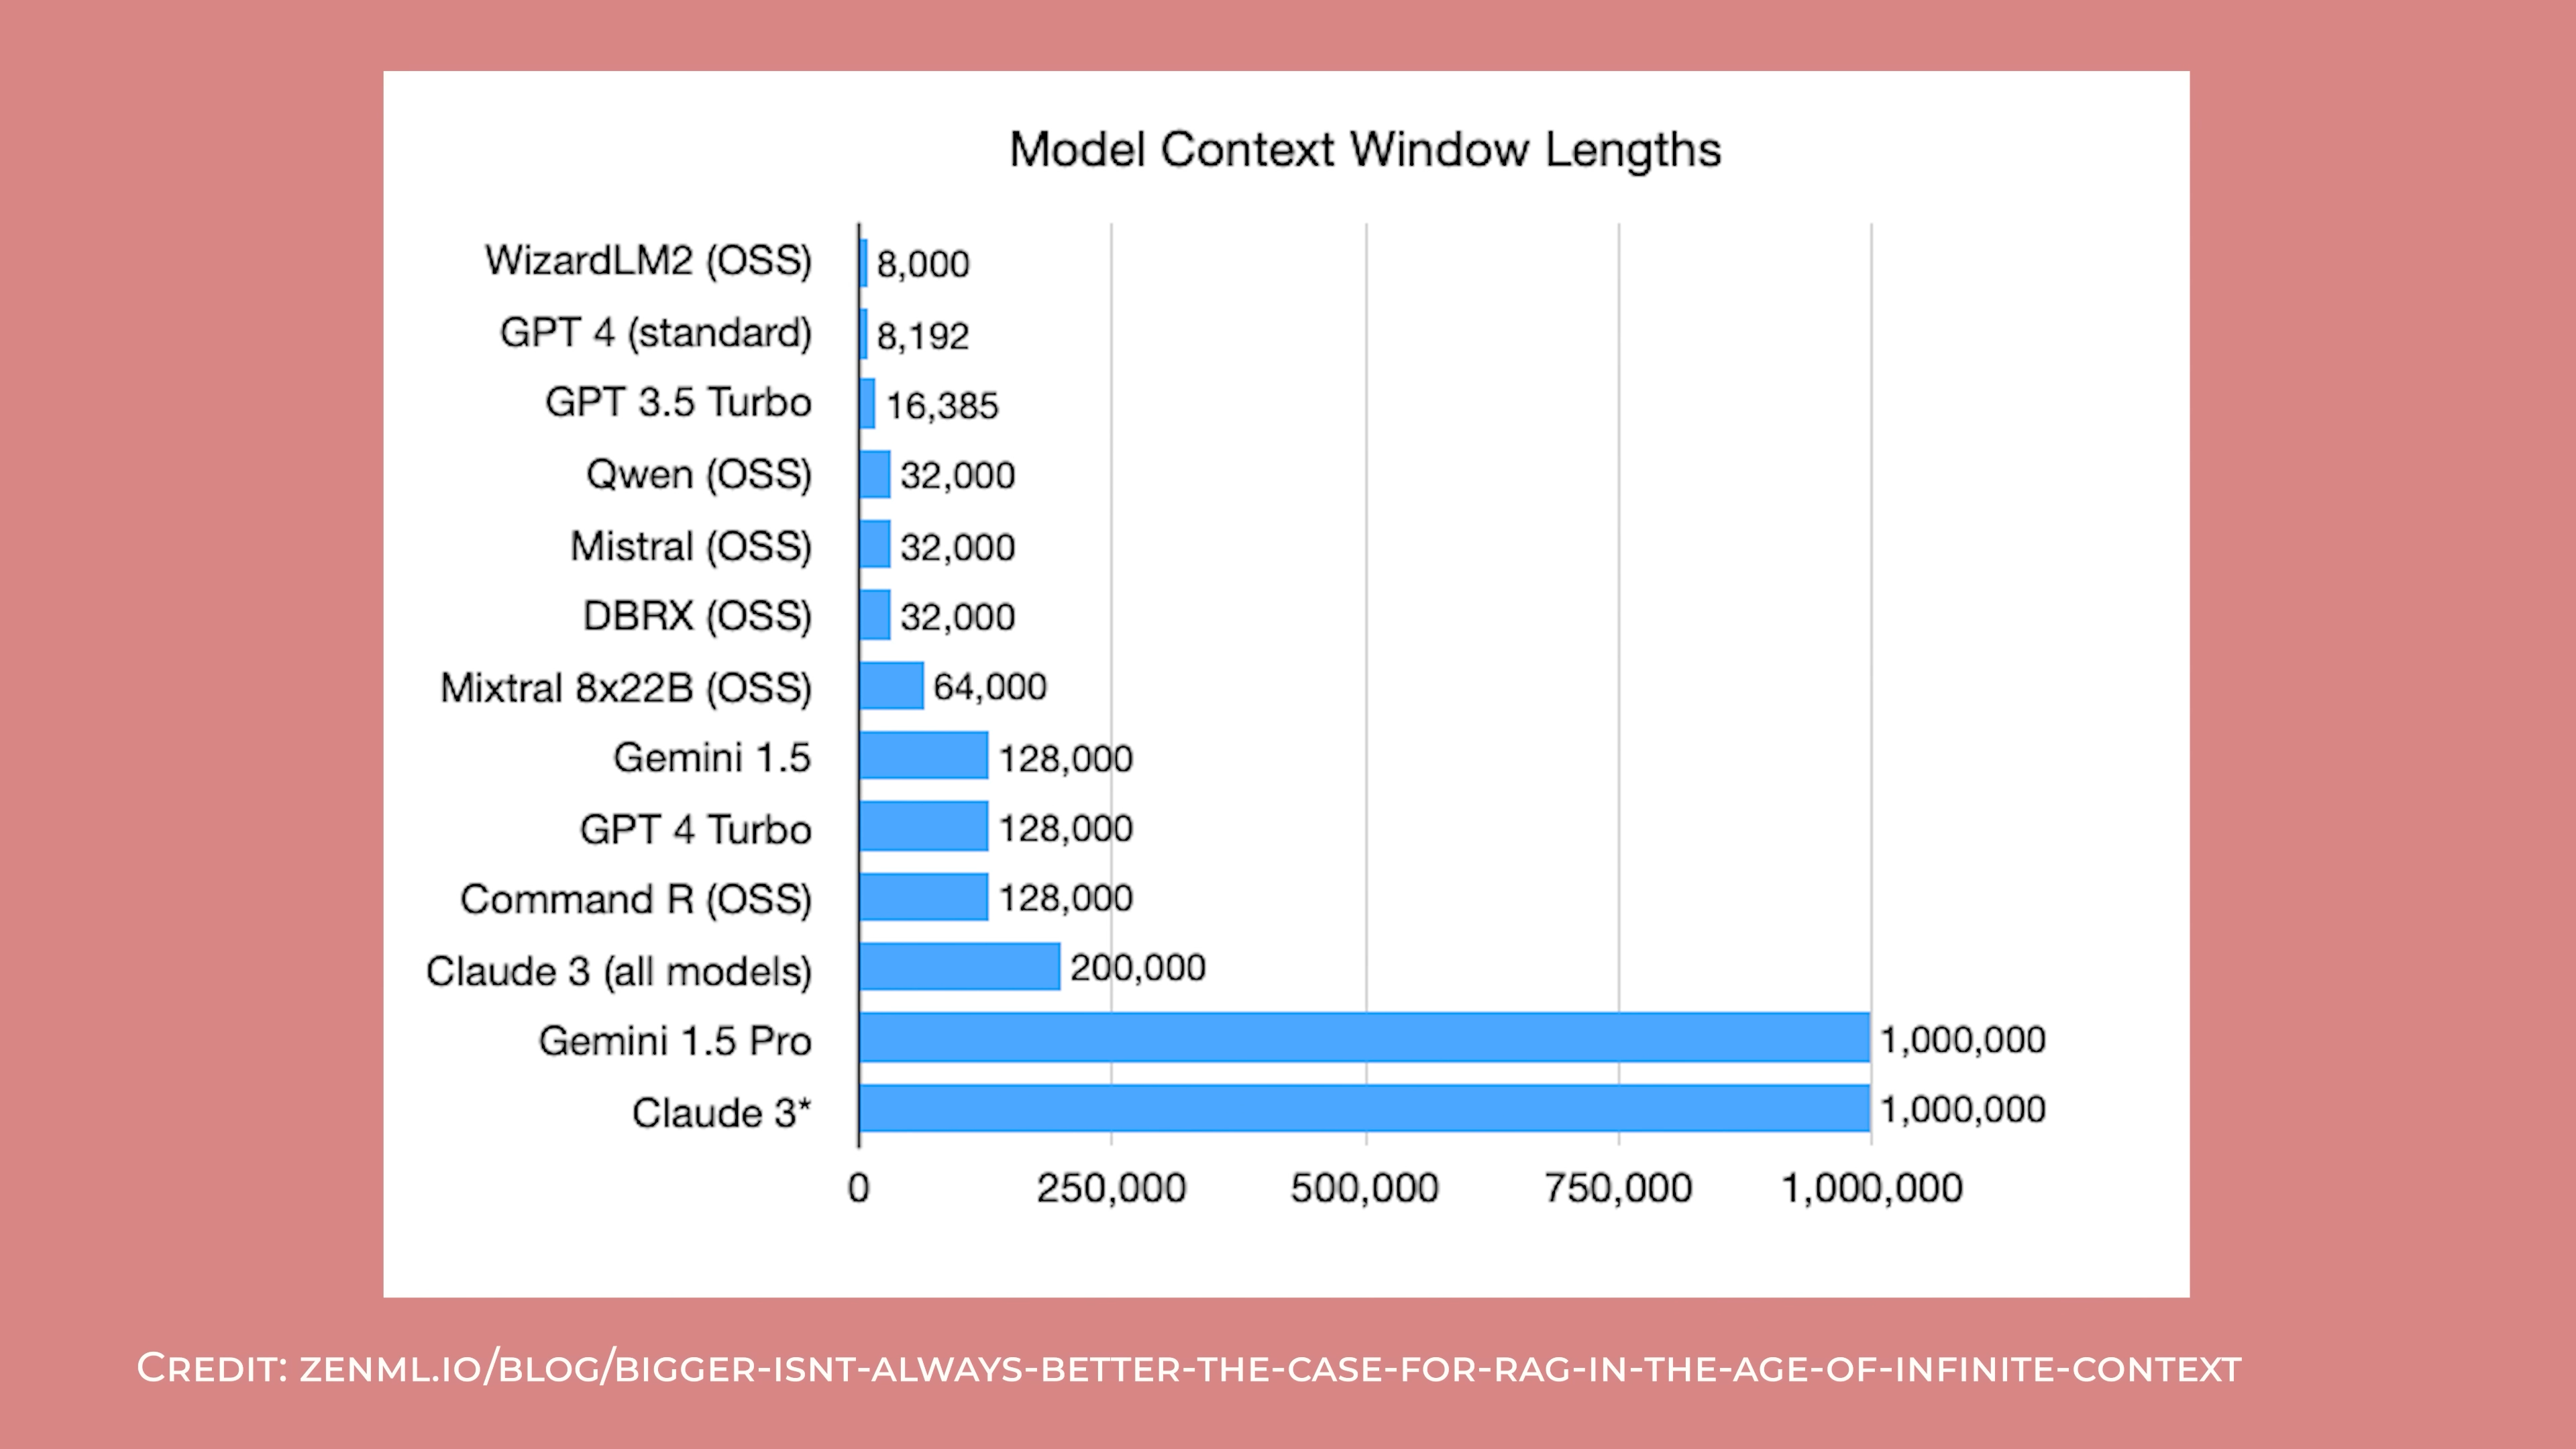 Model Context Window Lengths
WizardLM2 (OSS) 8,000
GPT 4 (standard) 8,192
GPT 3.5 Turbo 16,385
Qwen (OSS) 32,000
Mistral (OSS) 32,000
DBRX (OSS) 32,000
Mixtral 8x22B (OSS) 64,000
Gemini 1.5 128,000
GPT 4 Turbo 128,000
Command R (OSS) 128,000
Claude 3 (all models) 200,000
Gemini 1.5 Pro 1,000,000
Claude 3* 1,000,000
0 250,000 500,000 750,000 1,000,000
Credit: zenml.io/blog/bigger-isnt-always-better-the-case-for-rag-in-the-age-of-infinite-context